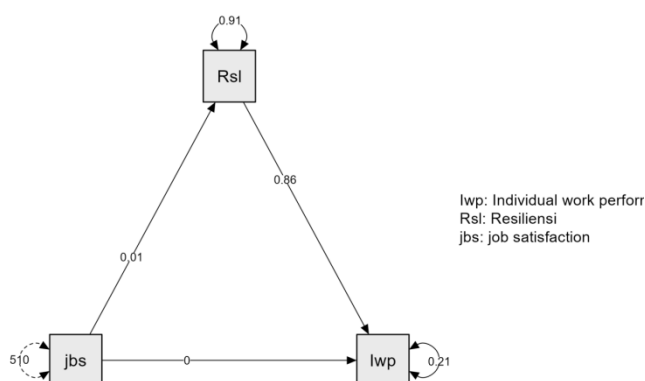 0.91
Rsl
0.86
Iwp: Individual work perforr
Rsl: Resiliensi
jbs: job satisfaction
0.01
510
jbs
0
Iwp
0.21